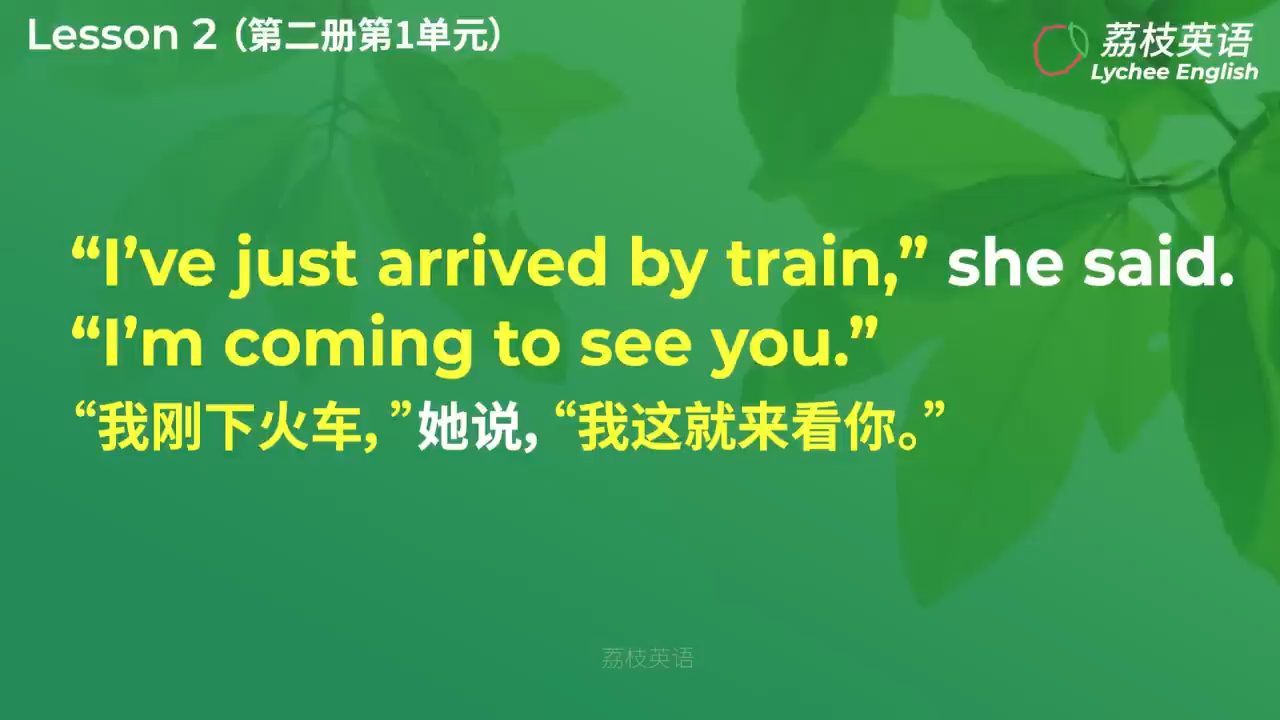 Lesson 2（第二册第1单元）
荔枝英语
Lychee English
“I’ve just arrived by train,” she said.
“I’m coming to see you.”
“我刚下火车，”她说，“我这就来看你。”
荔枝英语